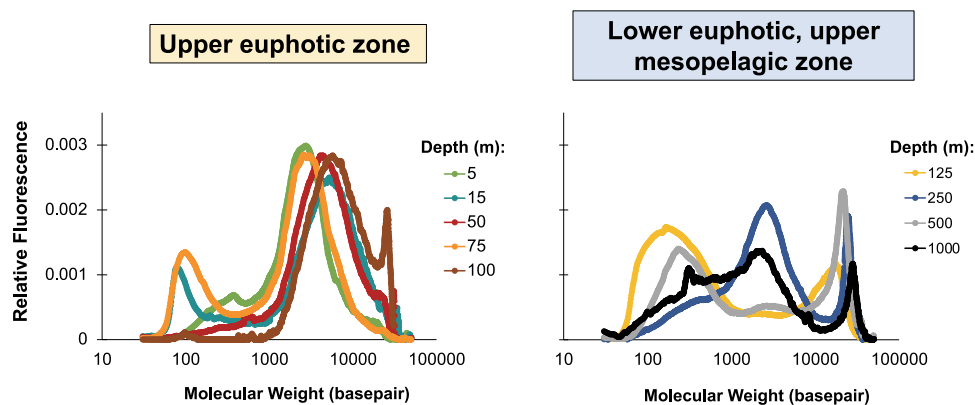 Upper euphotic zone
Lower euphotic, upper
mesopelagic zone
Relative Fluorescence
0.003
0.002
0.001
0
10
100
1000
10000
100000
Molecular Weight (basepair)
Depth (m):
5
15
50
75
100
10
100
1000
10000
100000
Molecular Weight (basepair)
Depth (m):
125
250
500
1000